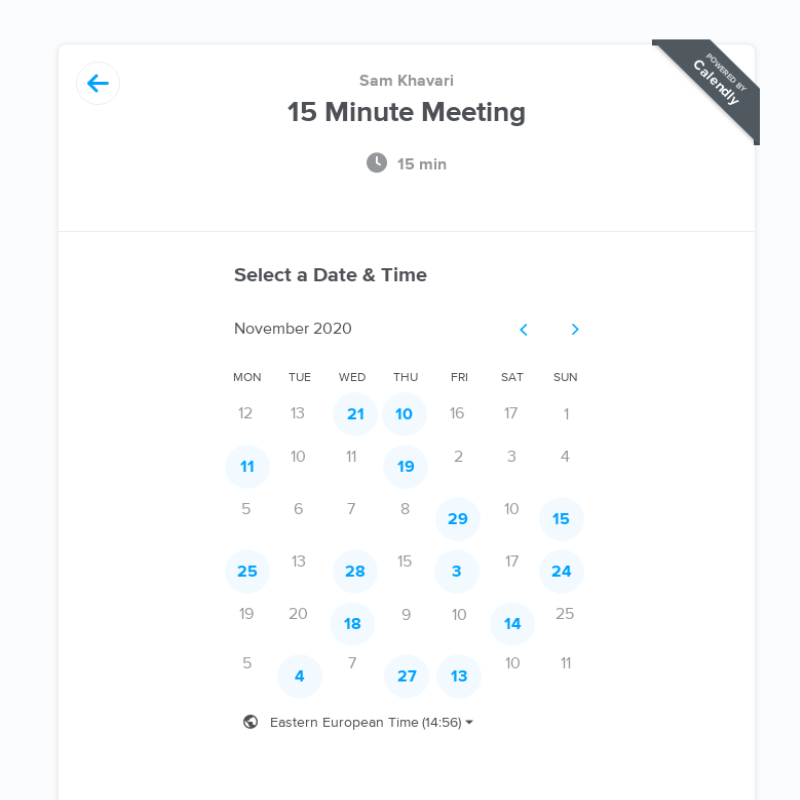 Sam Khavari
POWERED BY
Calendly
15 Minute Meeting
15 min
Select a Date & Time
November 2020
MON TUE WED THU FRI SAT SUN
12 13 21 10 16 17 1
11 10 11 19 2 3 4
5 6 7 8 29 10 15
25 13 28 15 3 17 24
19 20 18 9 10 14 25
5 4 7 27 13 10 11
Eastern European Time (14:56)